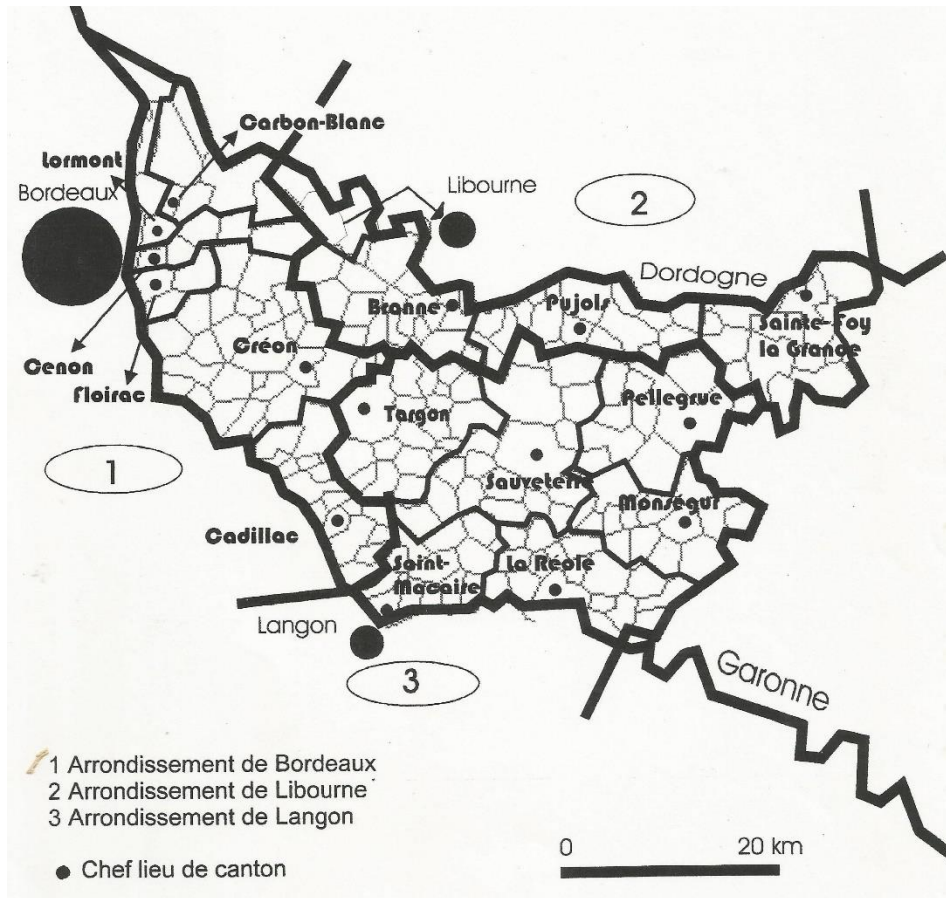 Carbon-Blanc
Lormont
Bordeaux
Libourne
2
Dordogne
Branne
Pujols
Sainte-Foy
la Grande
Créon
Cenon
Floirac
Targon
Pellegrue
1
Sauveterre
Monségur
Cadillac
Saint-
Macaire
La Réole
Langon
3
Garonne
1 Arrondissement de Bordeaux
2 Arrondissement de Libourne
3 Arrondissement de Langon
Chef lieu de canton
0 20 km